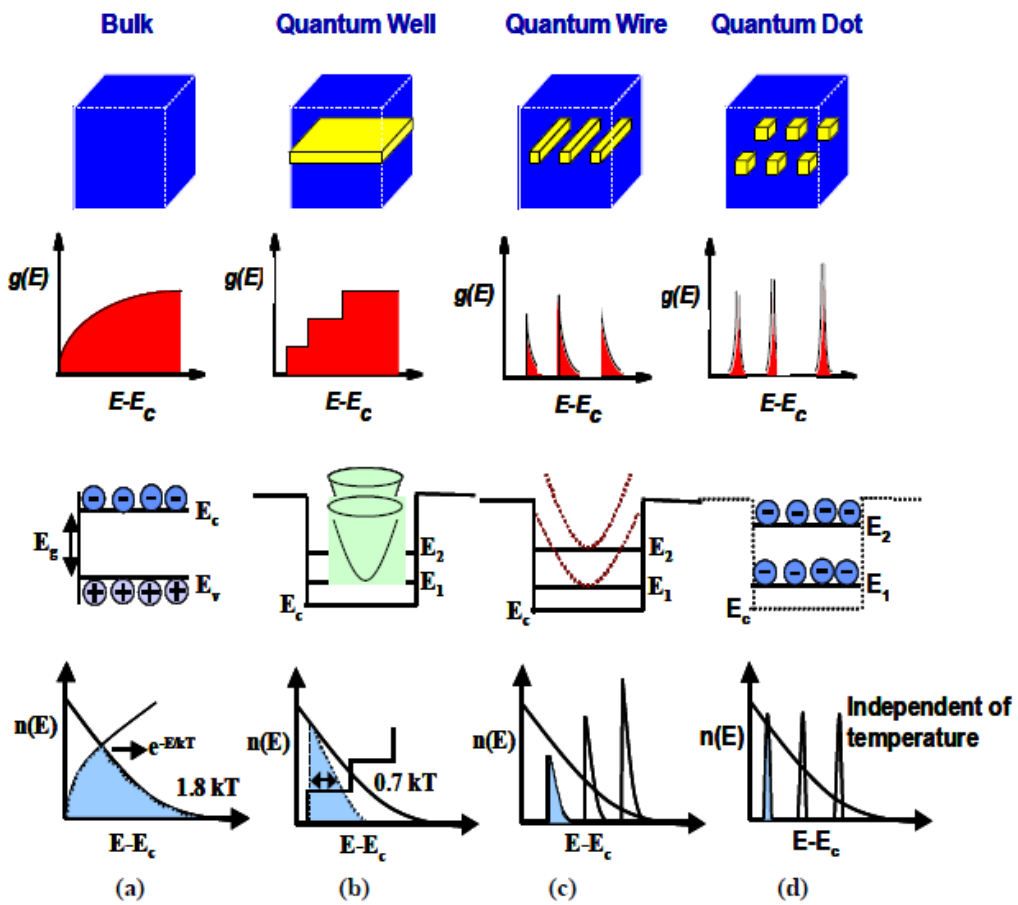 Bulk
Quantum Well
Quantum Wire
Quantum Dot
g(E)
E-Ec
g(E)
E-Ec
g(E)
E-Ec
g(E)
E-Ec
- - - -
Ec
Eg
Ev
+ + + +
E2
E1
Ec
E2
E1
Ec
- - - -
E2
- - - -
E1
Ec
n(E)
e-E/kT
1.8 kT
E-Ec
n(E)
0.7 kT
E-Ec
n(E)
E-Ec
n(E)
Independent of
temperature
E-Ec
(a)
(b)
(c)
(d)